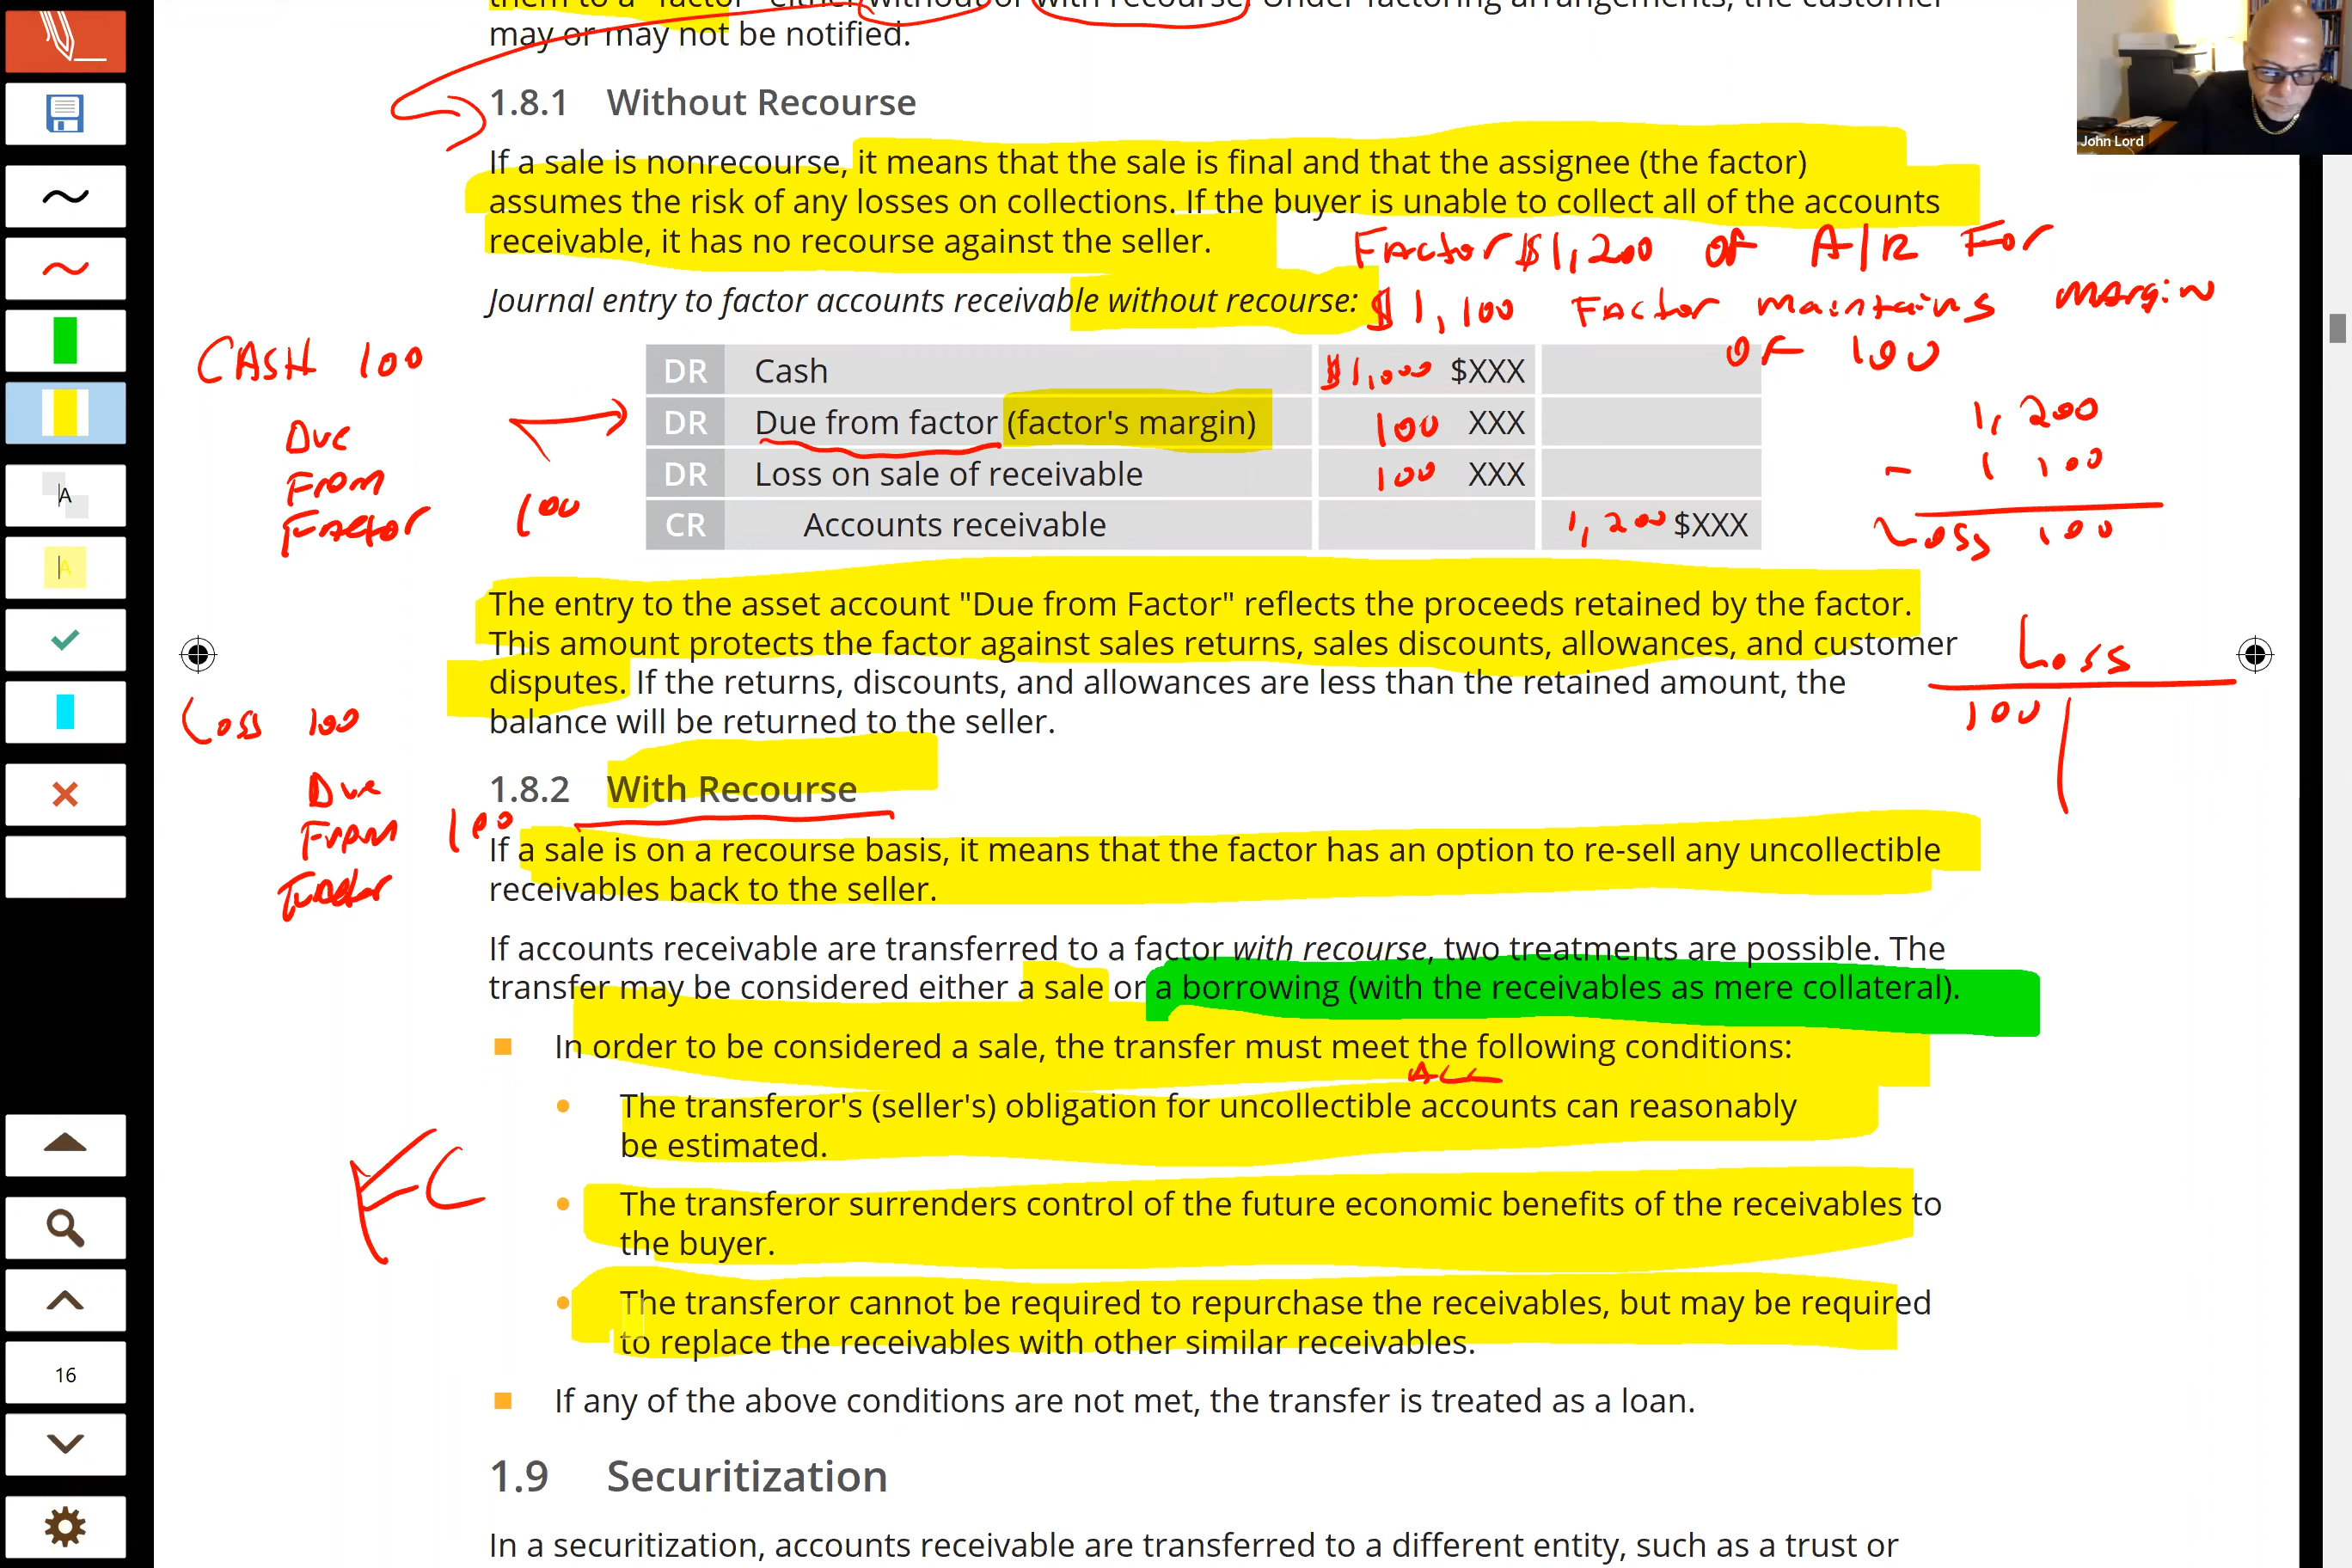 them to a "factor" either without or with recourse. Under factoring arrangements, the customer
may or may not be notified.
John Lord
1.8.1 Without Recourse
If a sale is nonrecourse, it means that the sale is final and that the assignee (the factor)
assumes the risk of any losses on collections. If the buyer is unable to collect all of the accounts
receivable, it has no recourse against the seller.
Factor $1,200 of A/R For
Journal entry to factor accounts receivable without recourse:
$1,100 Factor maintains margin
of 100
CASH 100
DR Cash $1,000 $XXX
Due
From
Factor 100
DR Due from factor (factor's margin) 100 XXX
DR Loss on sale of receivable 100 XXX
CR Accounts receivable 1,200 $XXX
1,200
- 1 100
Loss 100
The entry to the asset account "Due from Factor" reflects the proceeds retained by the factor.
This amount protects the factor against sales returns, sales discounts, allowances, and customer
disputes. If the returns, discounts, and allowances are less than the retained amount, the
balance will be returned to the seller.
Loss
100
Loss 100
Due
From 100
Factor
1.8.2 With Recourse
If a sale is on a recourse basis, it means that the factor has an option to re-sell any uncollectible
receivables back to the seller.
If accounts receivable are transferred to a factor with recourse, two treatments are possible. The
transfer may be considered either a sale or a borrowing (with the receivables as mere collateral).
In order to be considered a sale, the transfer must meet the following conditions:
ALL
The transferor's (seller's) obligation for uncollectible accounts can reasonably
be estimated.
The transferor surrenders control of the future economic benefits of the receivables to
the buyer.
The transferor cannot be required to repurchase the receivables, but may be required
to replace the receivables with other similar receivables.
If any of the above conditions are not met, the transfer is treated as a loan.
1.9 Securitization
In a securitization, accounts receivable are transferred to a different entity, such as a trust or
A
A
16